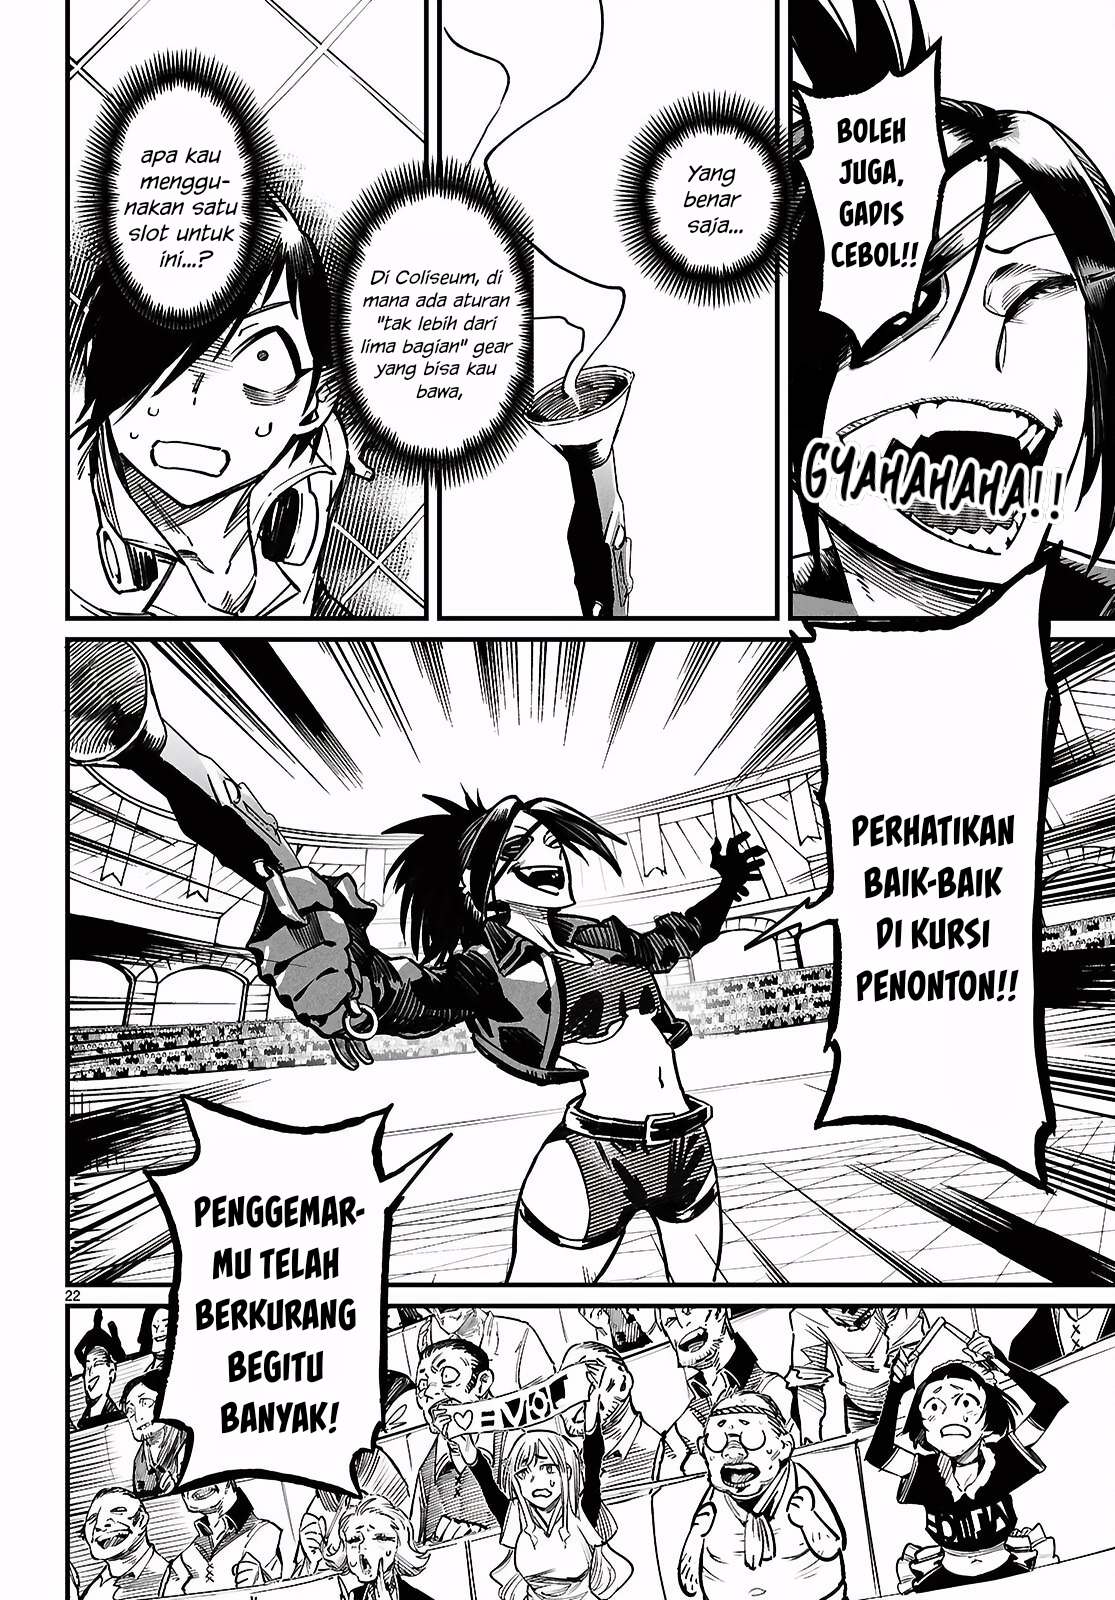 BOLEH
JUGA,
GADIS
CEBOL!!
GYAHAHAHA!!
Yang
benar
saja...
Di Coliseum, di
mana ada aturan
"tak lebih dari
lima bagian" gear
yang bisa kau
bawa,
apa kau
menggu-
nakan satu
slot untuk
ini...?
PERHATIKAN
BAIK-BAIK
DI KURSI
PENONTON!!
PENGGEMAR-
MU TELAH
BERKURANG
BEGITU
BANYAK!
22